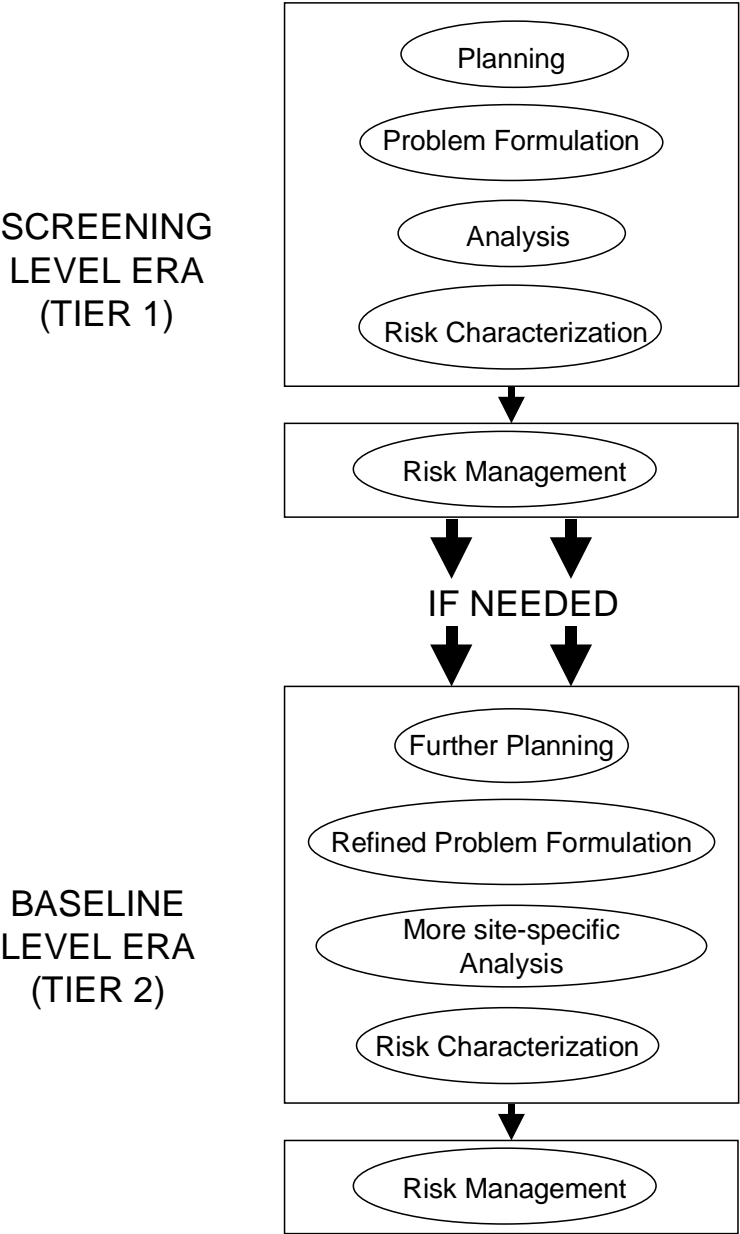 Planning
Problem Formulation
SCREENING
LEVEL ERA
(TIER 1)
Analysis
Risk Characterization
Risk Management
IF NEEDED
Further Planning
Refined Problem Formulation
BASELINE
LEVEL ERA
(TIER 2)
More site-specific
Analysis
Risk Characterization
Risk Management